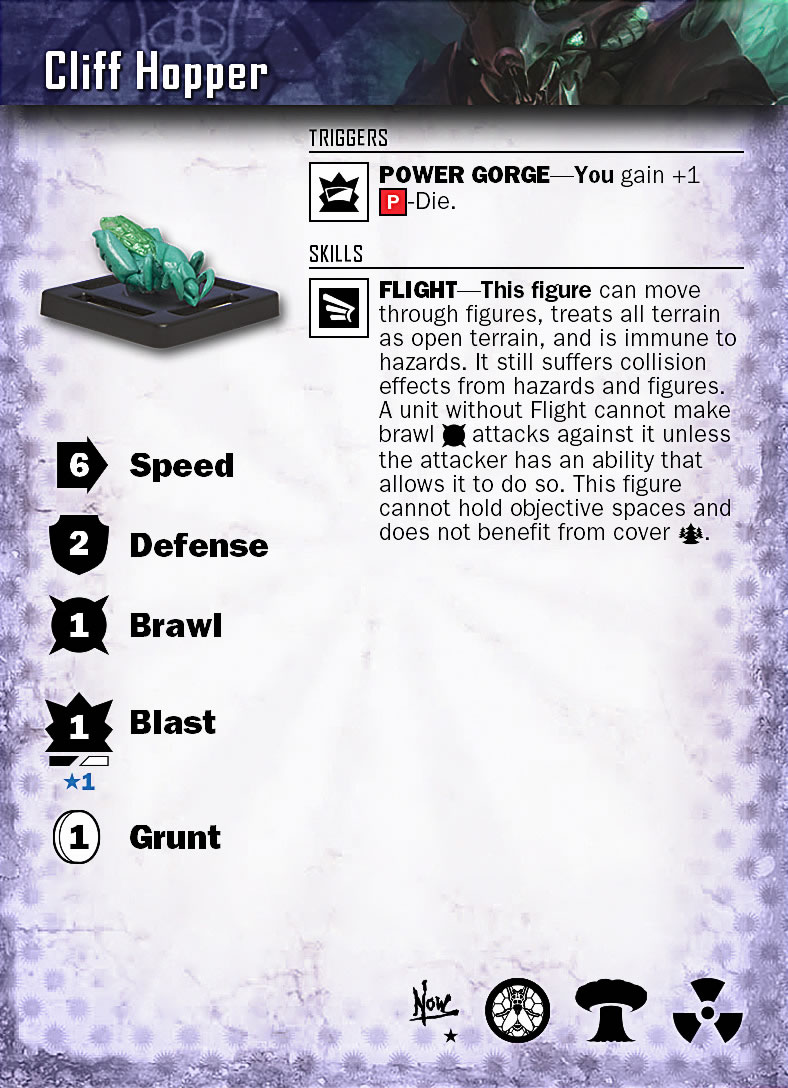 Cliff Hopper
TRIGGERS
POWER GORGE—You gain +1
P-Die.
SKILLS
FLIGHT—This figure can move
through figures, treats all terrain
as open terrain, and is immune to
hazards. It still suffers collision
effects from hazards and figures.
A unit without Flight cannot make
brawl attacks against it unless
the attacker has an ability that
allows it to do so. This figure
cannot hold objective spaces and
does not benefit from cover .
6 Speed
2 Defense
1 Brawl
1 Blast
★1
1 Grunt
Now